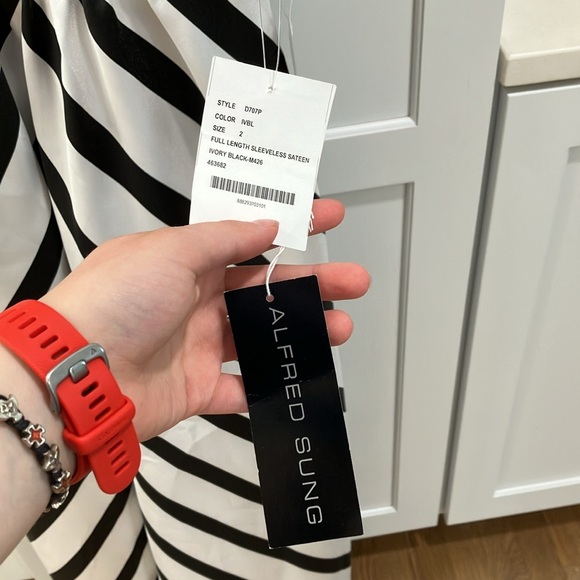 STYLE D707P
COLOR IVBL
SIZE 2
FULL LENGTH SLEEVELESS SATEEN
IVORY BLACK-M426
463682
ALFRED SUNG